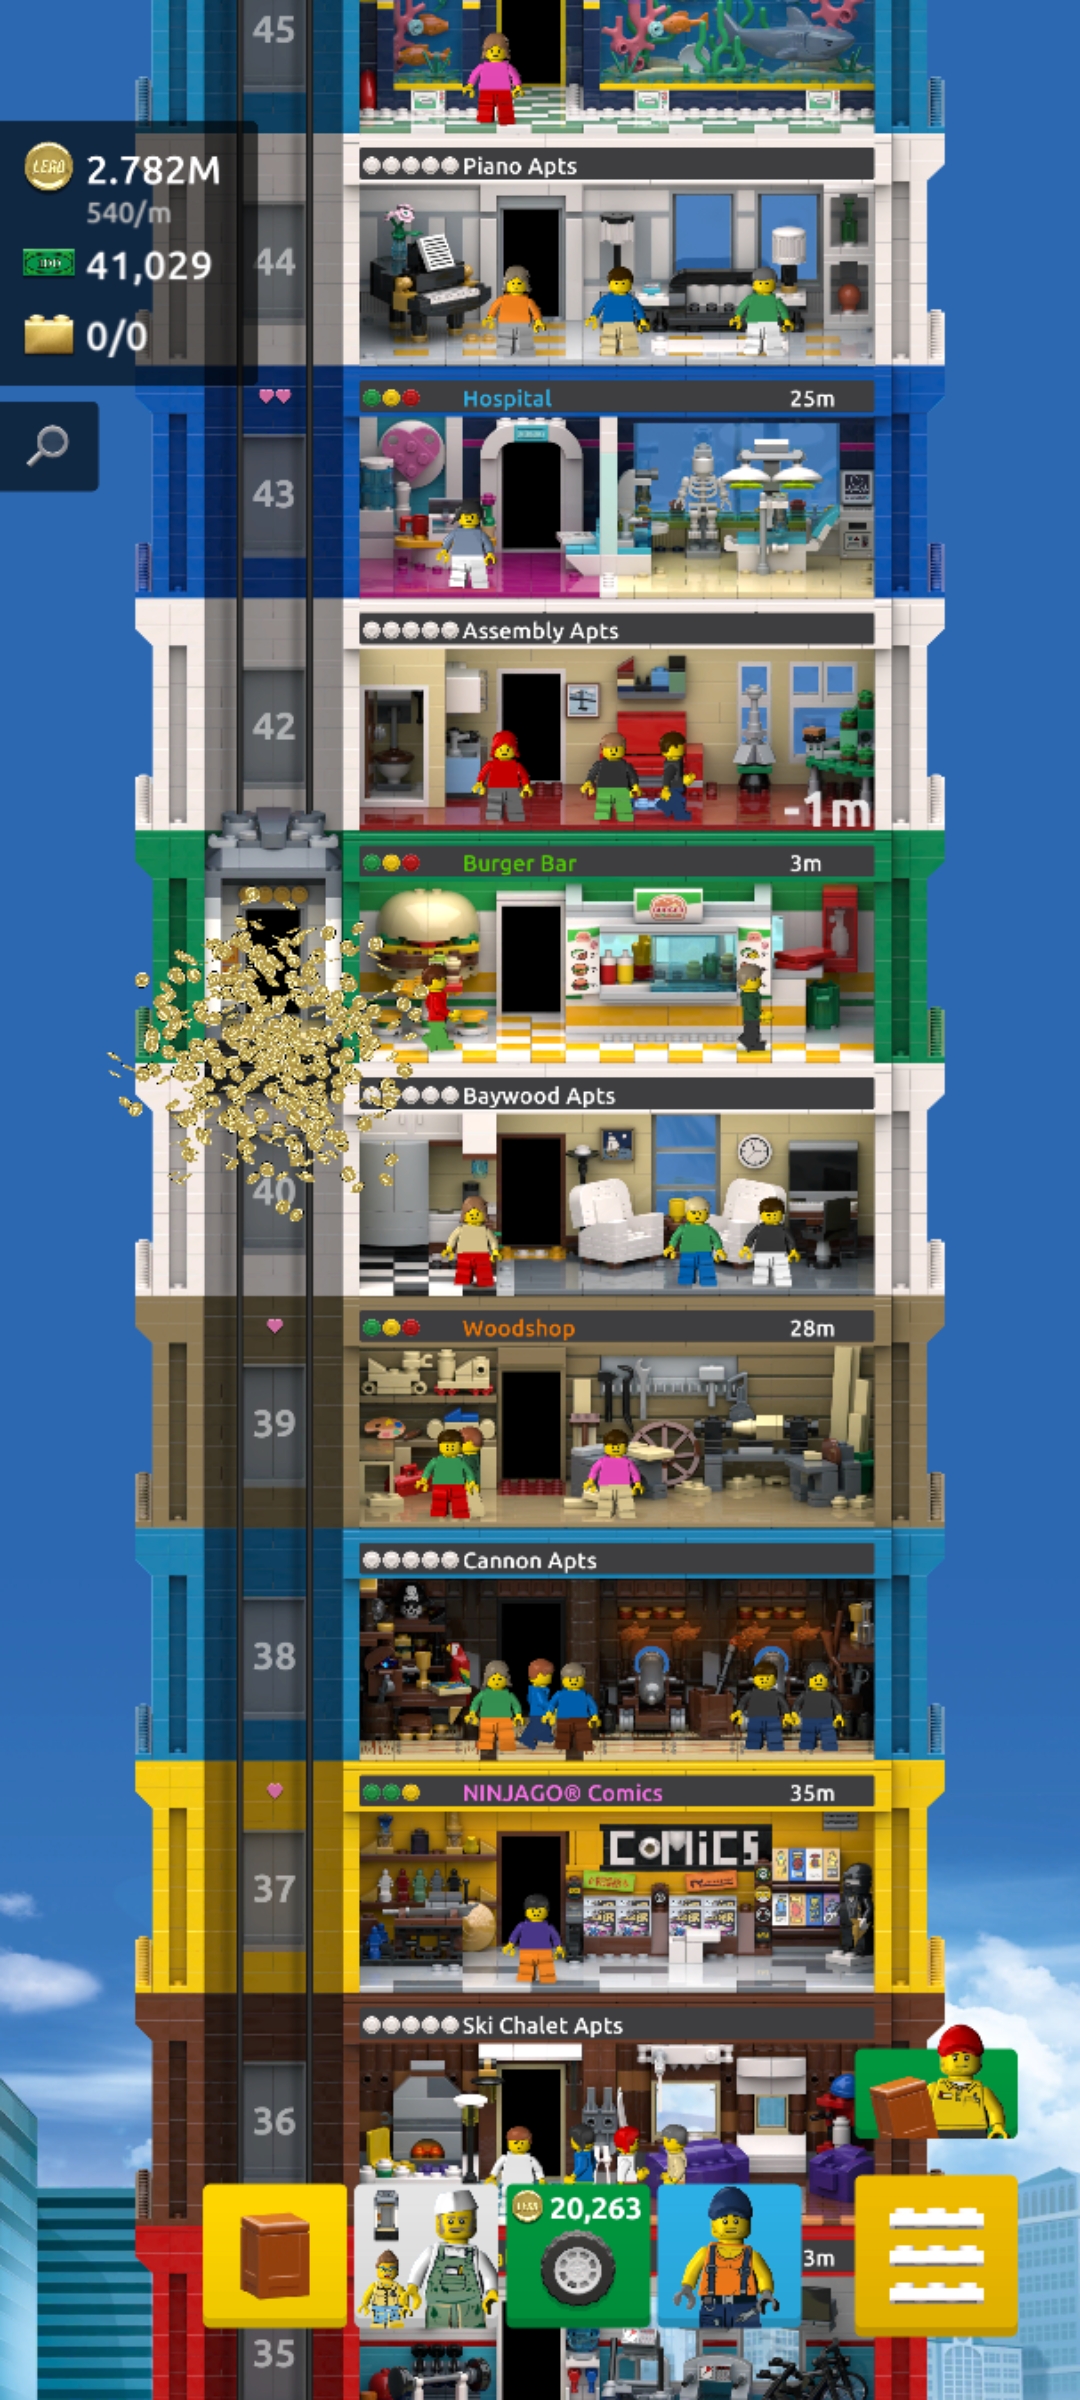 45
2.782M
540/m
41,029
0/0
Piano Apts
44
Hospital 25m
43
Assembly Apts
42
-1m
Burger Bar 3m
Baywood Apts
40
Woodshop 28m
39
Cannon Apts
38
NINJAGO® Comics 35m
COMiCS
37
Ski Chalet Apts
36
20,263
3m
35